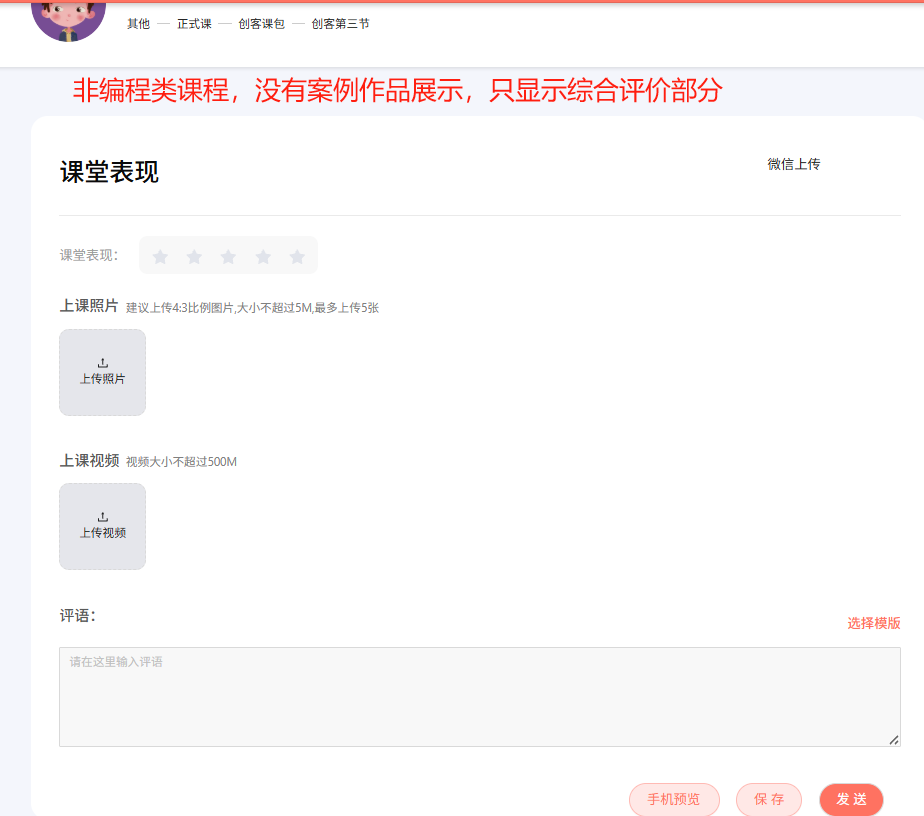 其他 — 正式课 — 创客课包 — 创客第三节
非编程类课程，没有案例作品展示，只显示综合评价部分
课堂表现
微信上传
课堂表现：
上课照片 建议上传4:3比例图片,大小不超过5M,最多上传5张
上传照片
上课视频 视频大小不超过500M
上传视频
评语：
选择模版
请在这里输入评语
手机预览 保存 发送